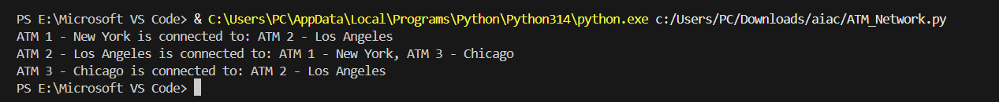 PS E:\Microsoft VS Code> & C:\Users\PC\AppData\Local\Programs\Python\Python314\python.exe c:/Users/PC/Downloads/aiac/ATM_Network.py
ATM 1 - New York is connected to: ATM 2 - Los Angeles
ATM 2 - Los Angeles is connected to: ATM 1 - New York, ATM 3 - Chicago
ATM 3 - Chicago is connected to: ATM 2 - Los Angeles
PS E:\Microsoft VS Code>